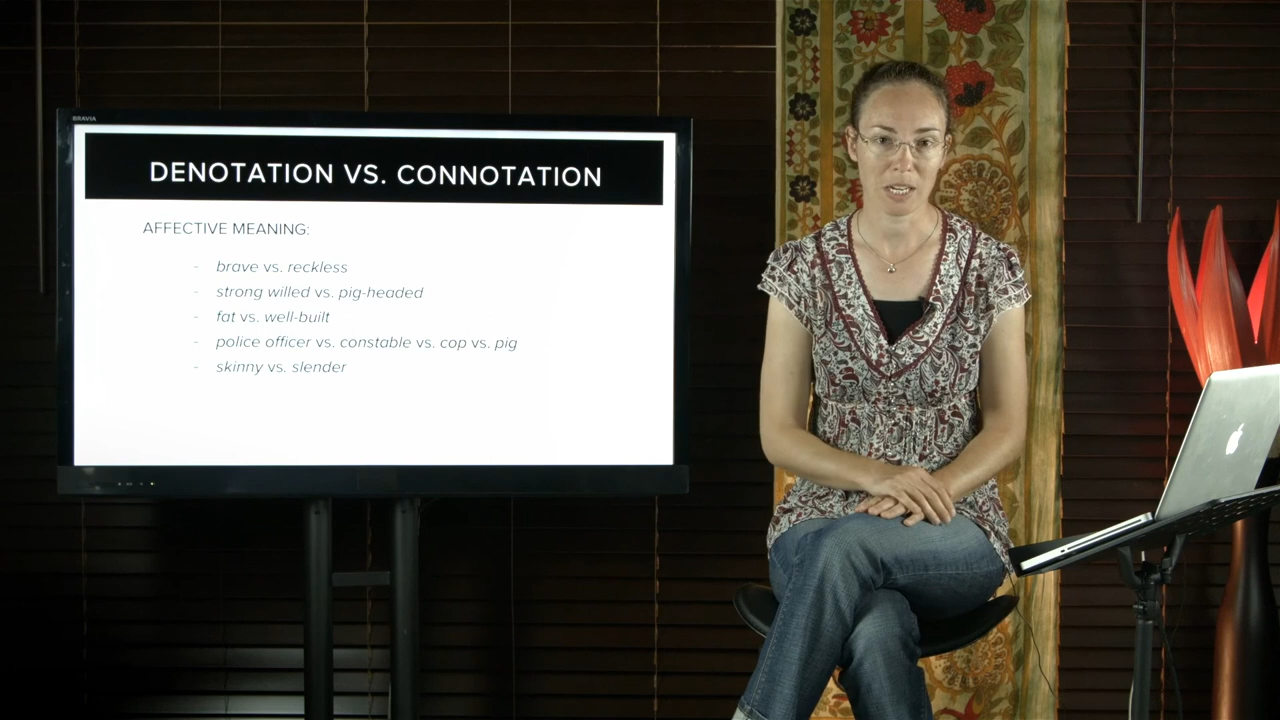 BRAVIA
DENOTATION VS. CONNOTATION
AFFECTIVE MEANING:
- brave vs. reckless
- strong willed vs. pig-headed
- fat vs. well-built
- police officer vs. constable vs. cop vs. pig
- skinny vs. slender